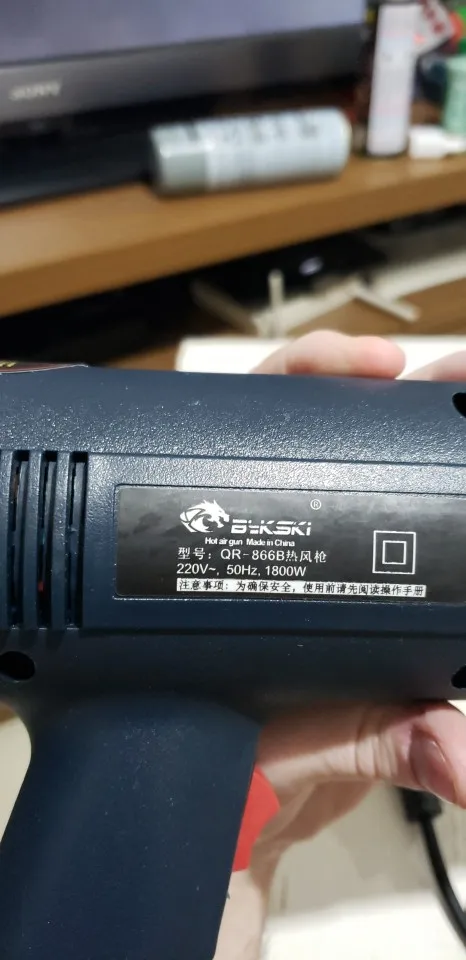 SONY
BYKSKI ®
Hot air gun Made in China
型号: QR-866B热风枪
220V~, 50Hz, 1800W
注意事项: 为确保安全, 使用前请先阅读操作手册